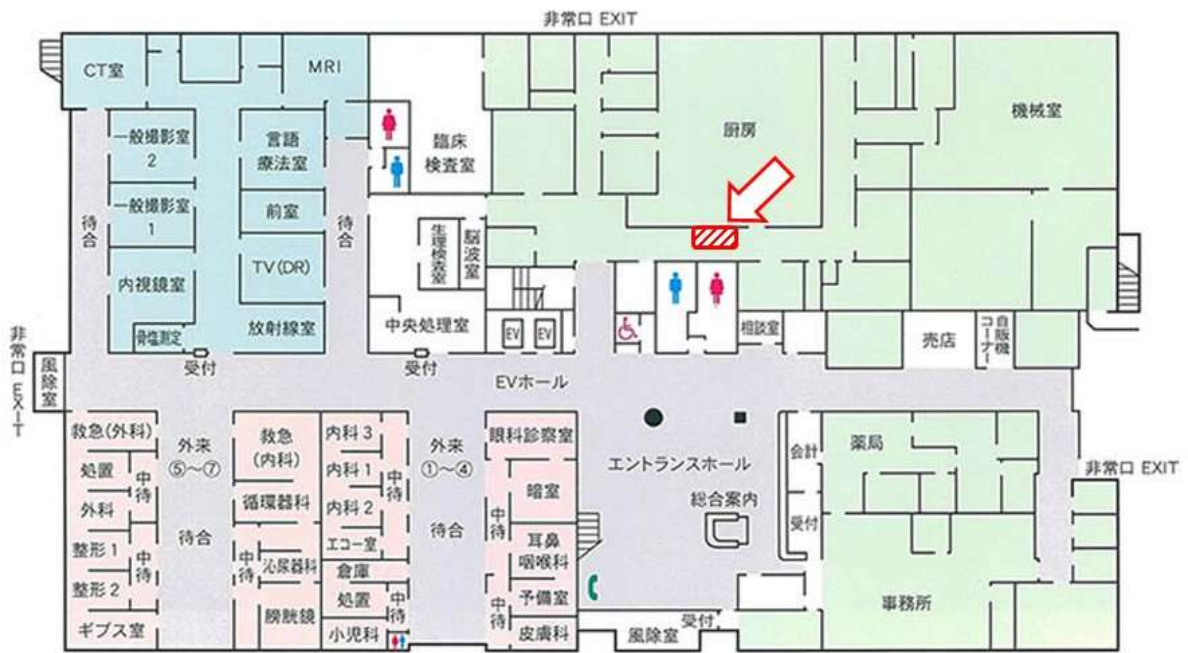 非常口 EXIT
CT室
MRI
一般撮影室
2
言語
療法室
臨床
検査室
厨房
機械室
一般撮影室
1
前室
待合
待合
生理検査室
脳波室
内視鏡室
TV(DR)
骨塩測定
放射線室
中央処理室
EV
EV
相談室
売店
自販機
コーナー
非常口 EXIT
風除室
受付
受付
EVホール
救急(外科)
外来
⑤～⑦
救急
(内科)
内科 3
外来
①～④
眼科診察室
会計
薬局
処置
中待
内科 1
中待
エントランスホール
非常口 EXIT
外科
循環器科
内科 2
暗室
総合案内
待合
待合
中待
受付
整形 1
中待
中待
泌尿器科
エコー室
耳鼻
咽喉科
倉庫
整形 2
膀胱鏡
処置
中待
中待
予備室
事務所
ギプス室
小児科
皮膚科
風除室
受付